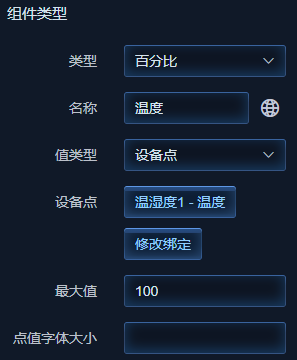 组件类型
类型 百分比
名称 温度
值类型 设备点
设备点 温湿度1 - 温度
修改绑定
最大值 100
点值字体大小